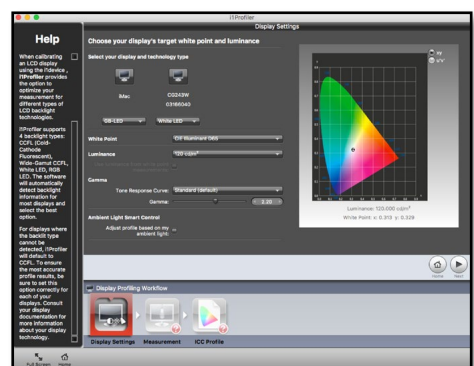 i1Profiler
Display Settings
Help
When calibrating
an LCD display
using the i1device ,
i1Profiler provides
the option to
optimize your
measurement for
different types of
LCD backlight
technologies.
i1Profiler supports
4 backlight types:
CCFL (Cold-
Cathode
Fluorescent),
Wide-Gamut CCFL,
White LED, RGB
LED. The software
will automatically
detect backlight
information for
most displays and
select the best
option.
For displays where
the backlit type
cannot be
detected, i1Profiler
will default to
CCFL. To ensure
the most accurate
profile results, be
sure to set this
option correctly for
each of your
displays. Consult
your display
documentation for
more information
about your display
technology.
Choose your display's target white point and luminance
Select your display and technology type
iMac
CG243W
03166043
GB-LED
White LED
White Point
CIE Illuminant D65
Luminance
120 cd/m²
Gamma
Tone Response Curve: Standard (default)
Gamma: 2.20
Ambient Light Smart Control
Adjust profile based on my
ambient light:
xy
u'v'
Luminance: 120.000 cd/m²
White Point: x: 0.313 y: 0.329
Home
Next
Display Profiling Workflow
Display Settings
Measurement
ICC Profile
Full Screen
Home